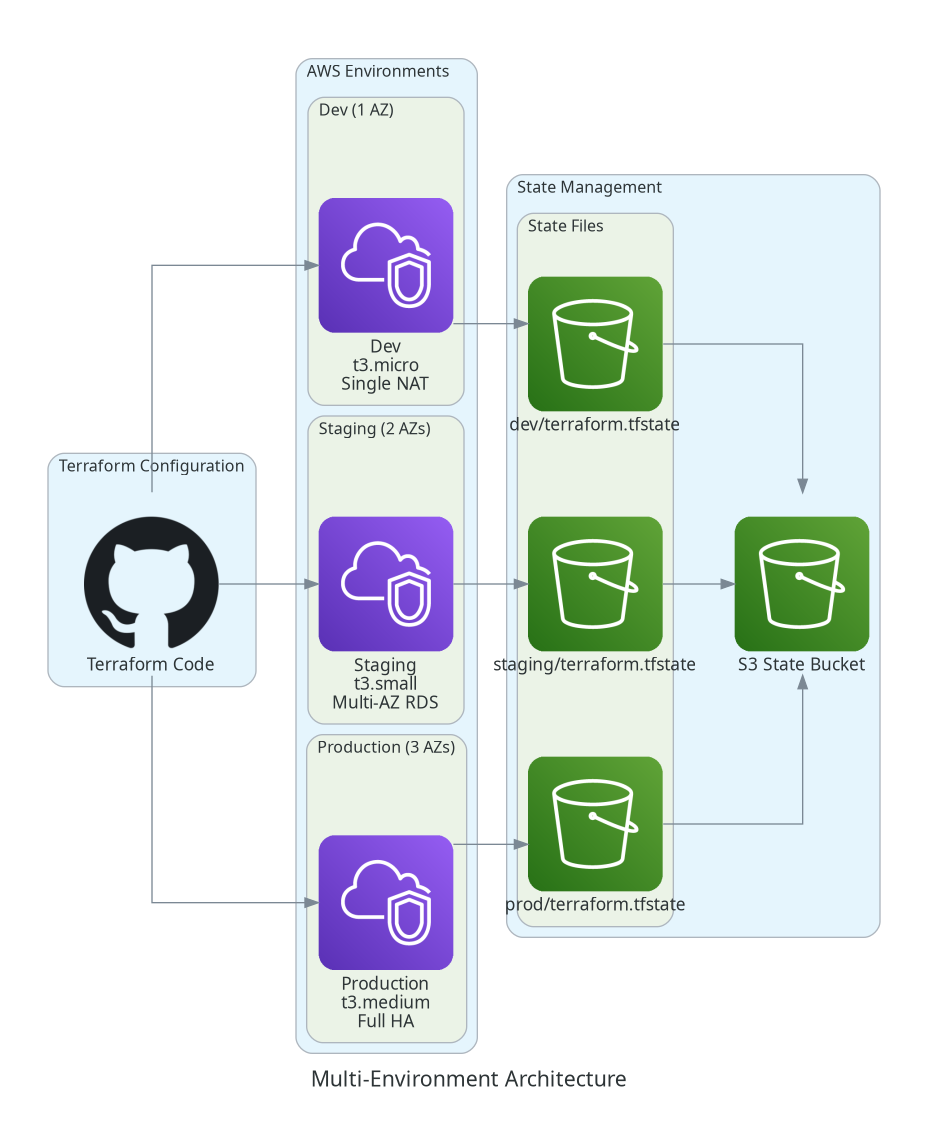 AWS Environments
Dev (1 AZ)
Dev
t3.micro
Single NAT
Staging (2 AZs)
Staging
t3.small
Multi-AZ RDS
Production (3 AZs)
Production
t3.medium
Full HA
Terraform Configuration
Terraform Code
State Management
State Files
dev/terraform.tfstate
staging/terraform.tfstate
prod/terraform.tfstate
S3 State Bucket
Multi-Environment Architecture